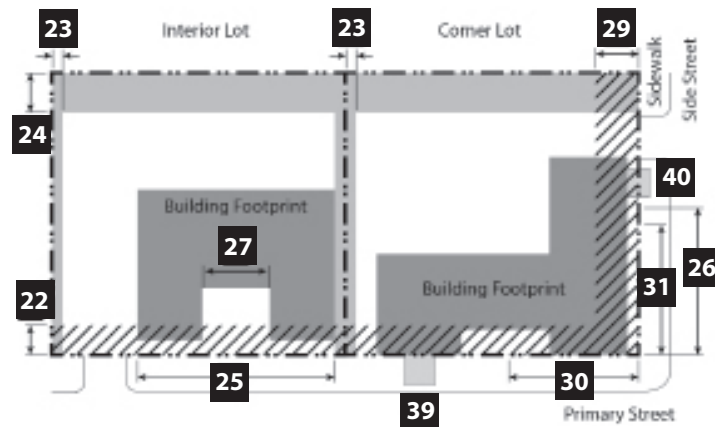 23
Interior Lot
23
Corner Lot
29
Sidewalk
Side Street
24
40
Building Footprint
27
26
31
22
Building Footprint
25
30
39
Primary Street